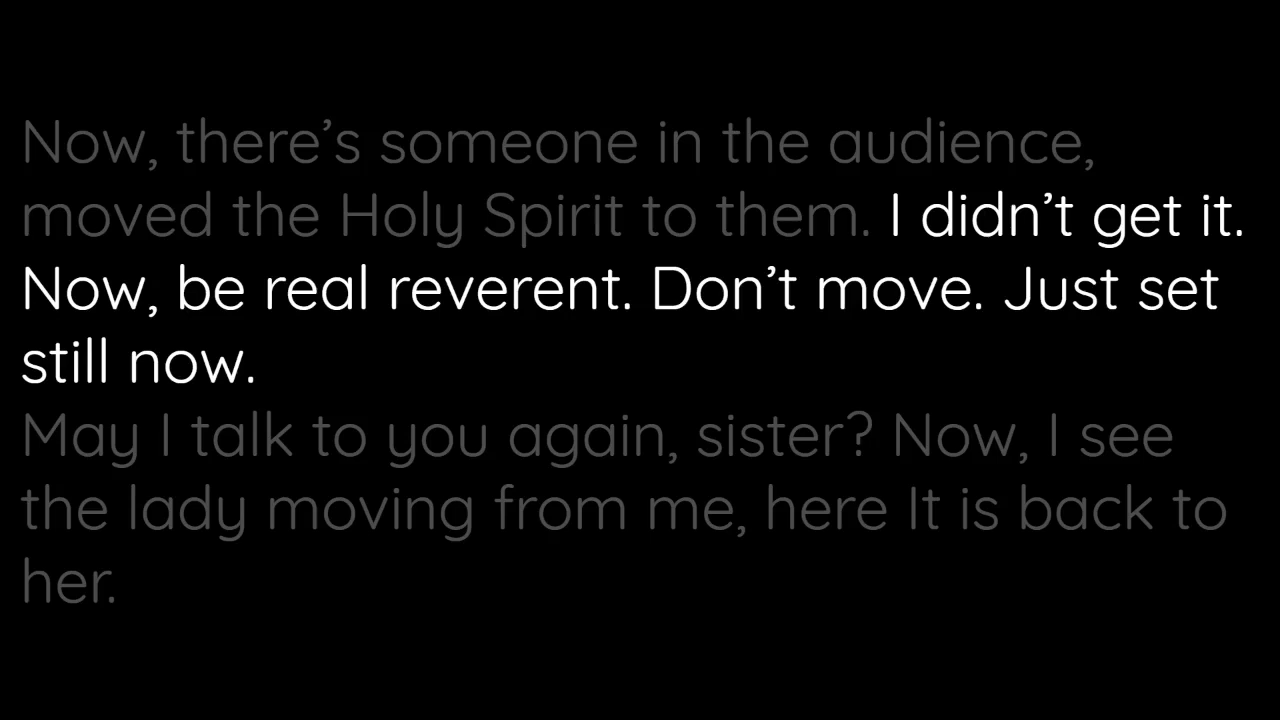 Now, there’s someone in the audience,
moved the Holy Spirit to them. I didn’t get it.
Now, be real reverent. Don’t move. Just set
still now.
May I talk to you again, sister? Now, I see
the lady moving from me, here It is back to
her.